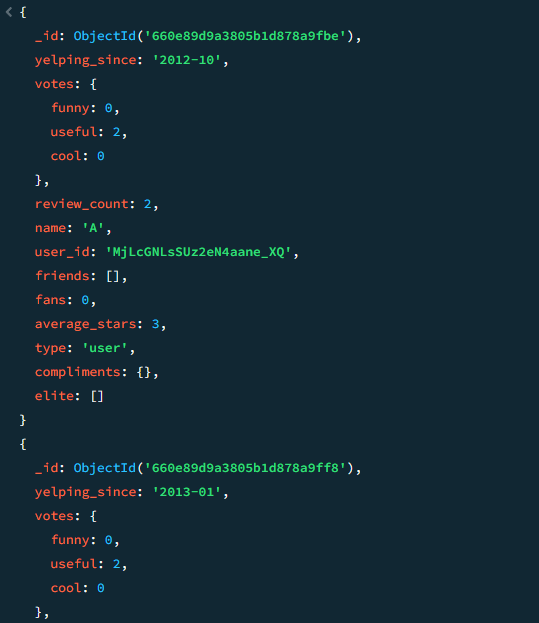 {
_id: ObjectId('660e89d9a3805b1d878a9fbe'),
yelping_since: '2012-10',
votes: {
funny: 0,
useful: 2,
cool: 0
},
review_count: 2,
name: 'A',
user_id: 'MjLcGNLsSUz2eN4aane_XQ',
friends: [],
fans: 0,
average_stars: 3,
type: 'user',
compliments: {},
elite: []
}
{
_id: ObjectId('660e89d9a3805b1d878a9ff8'),
yelping_since: '2013-01',
votes: {
funny: 0,
useful: 2,
cool: 0
},